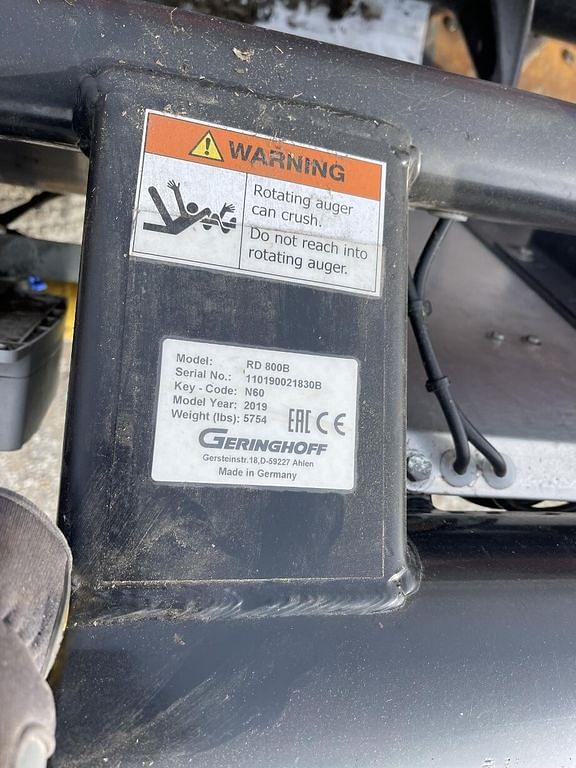 WARNING
Rotating auger
can crush.
Do not reach into
rotating auger.
Model: RD 800B
Serial No.: 110190021830B
Key - Code: N60
Model Year: 2019
Weight (lbs): 5754
EAC CE
GERINGHOFF
Gersteinstr.18,D-59227 Ahlen
Made in Germany